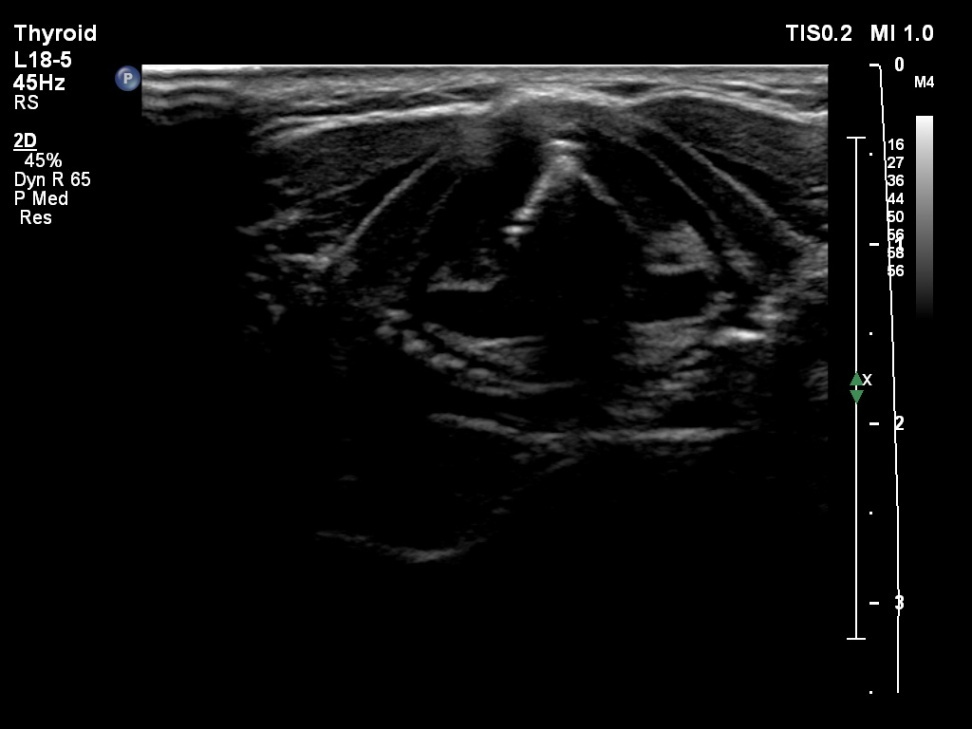 Thyroid
L18-5
45Hz
RS
2D
45%
Dyn R 65
P Med
Res
P
TIS0.2 MI 1.0
M4
0
16
27
36
44
50
56
1
58
56
X
2
3